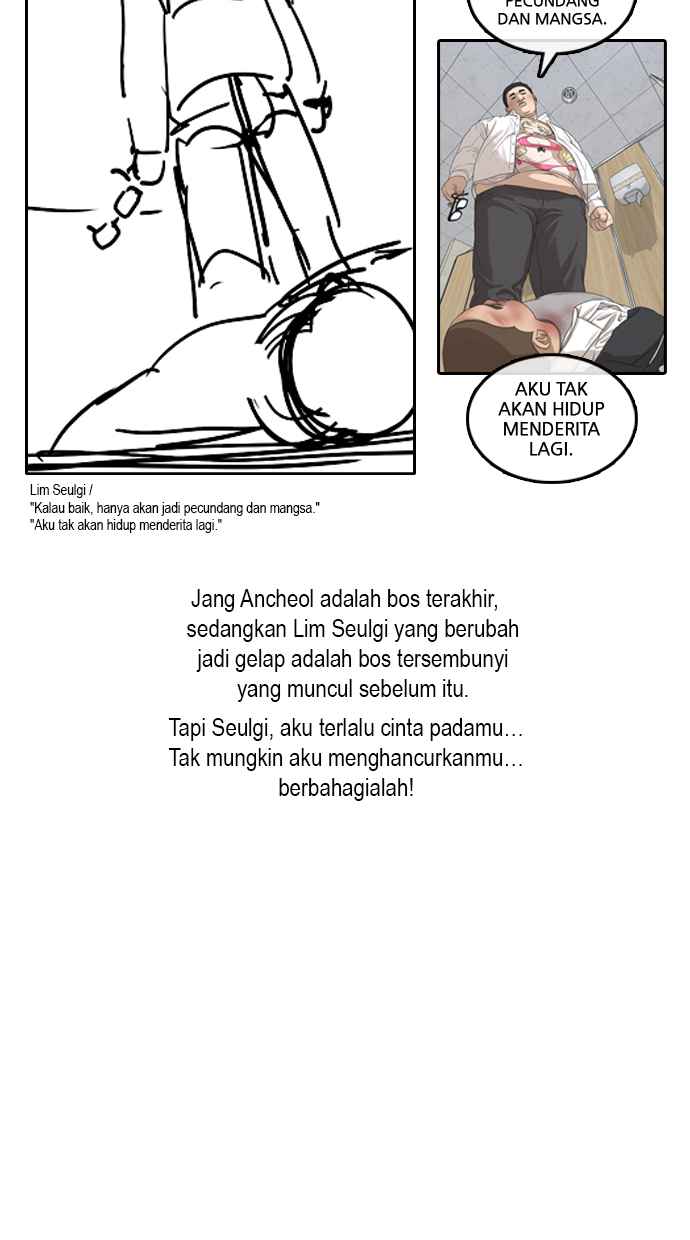 PECUNDANG
DAN MANGSA.
AKU TAK
AKAN HIDUP
MENDERITA
LAGI.
Lim Seulgi /
"Kalau baik, hanya akan jadi pecundang dan mangsa."
"Aku tak akan hidup menderita lagi."
Jang Ancheol adalah bos terakhir,
sedangkan Lim Seulgi yang berubah
jadi gelap adalah bos tersembunyi
yang muncul sebelum itu.
Tapi Seulgi, aku terlalu cinta padamu…
Tak mungkin aku menghancurkanmu…
berbahagialah!